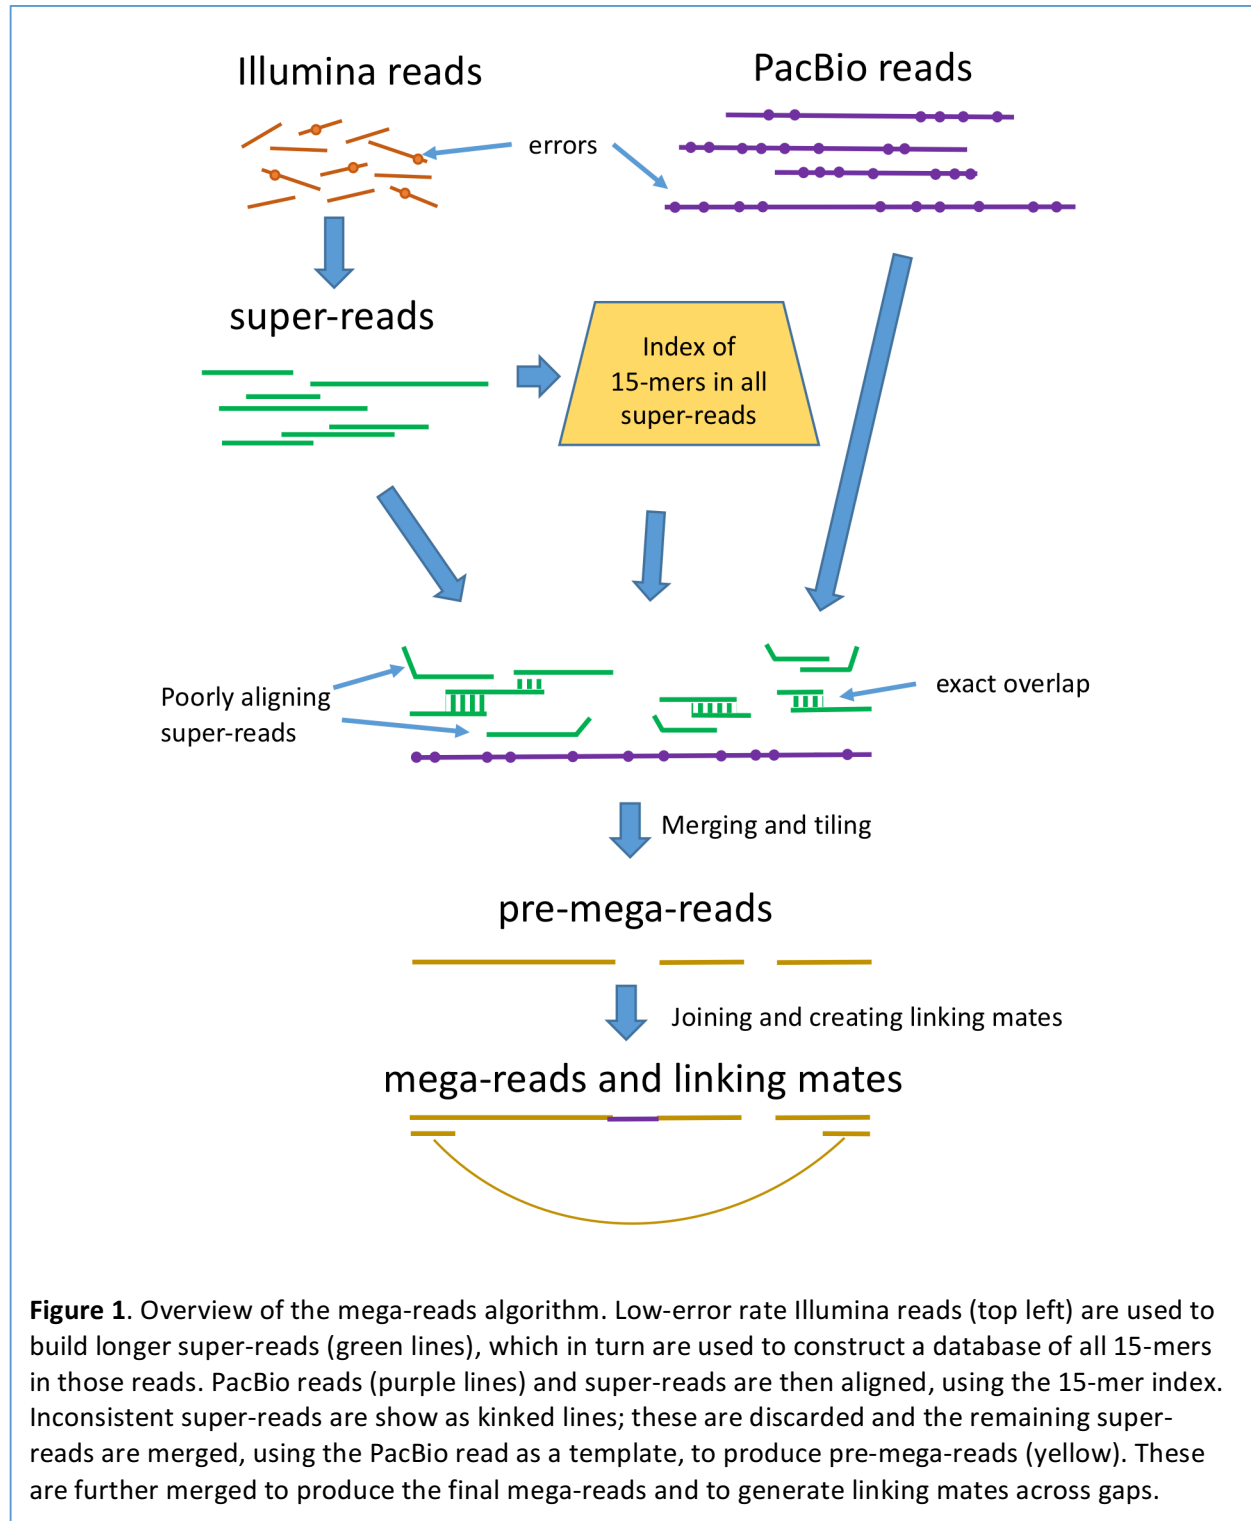 Illumina reads
PacBio reads
errors
super-reads
Index of
15-mers in all
super-reads
Poorly aligning
super-reads
exact overlap
Merging and tiling
pre-mega-reads
Joining and creating linking mates
mega-reads and linking mates
Figure 1. Overview of the mega-reads algorithm. Low-error rate Illumina reads (top left) are used to
build longer super-reads (green lines), which in turn are used to construct a database of all 15-mers
in those reads. PacBio reads (purple lines) and super-reads are then aligned, using the 15-mer index.
Inconsistent super-reads are show as kinked lines; these are discarded and the remaining super-
reads are merged, using the PacBio read as a template, to produce pre-mega-reads (yellow). These
are further merged to produce the final mega-reads and to generate linking mates across gaps.